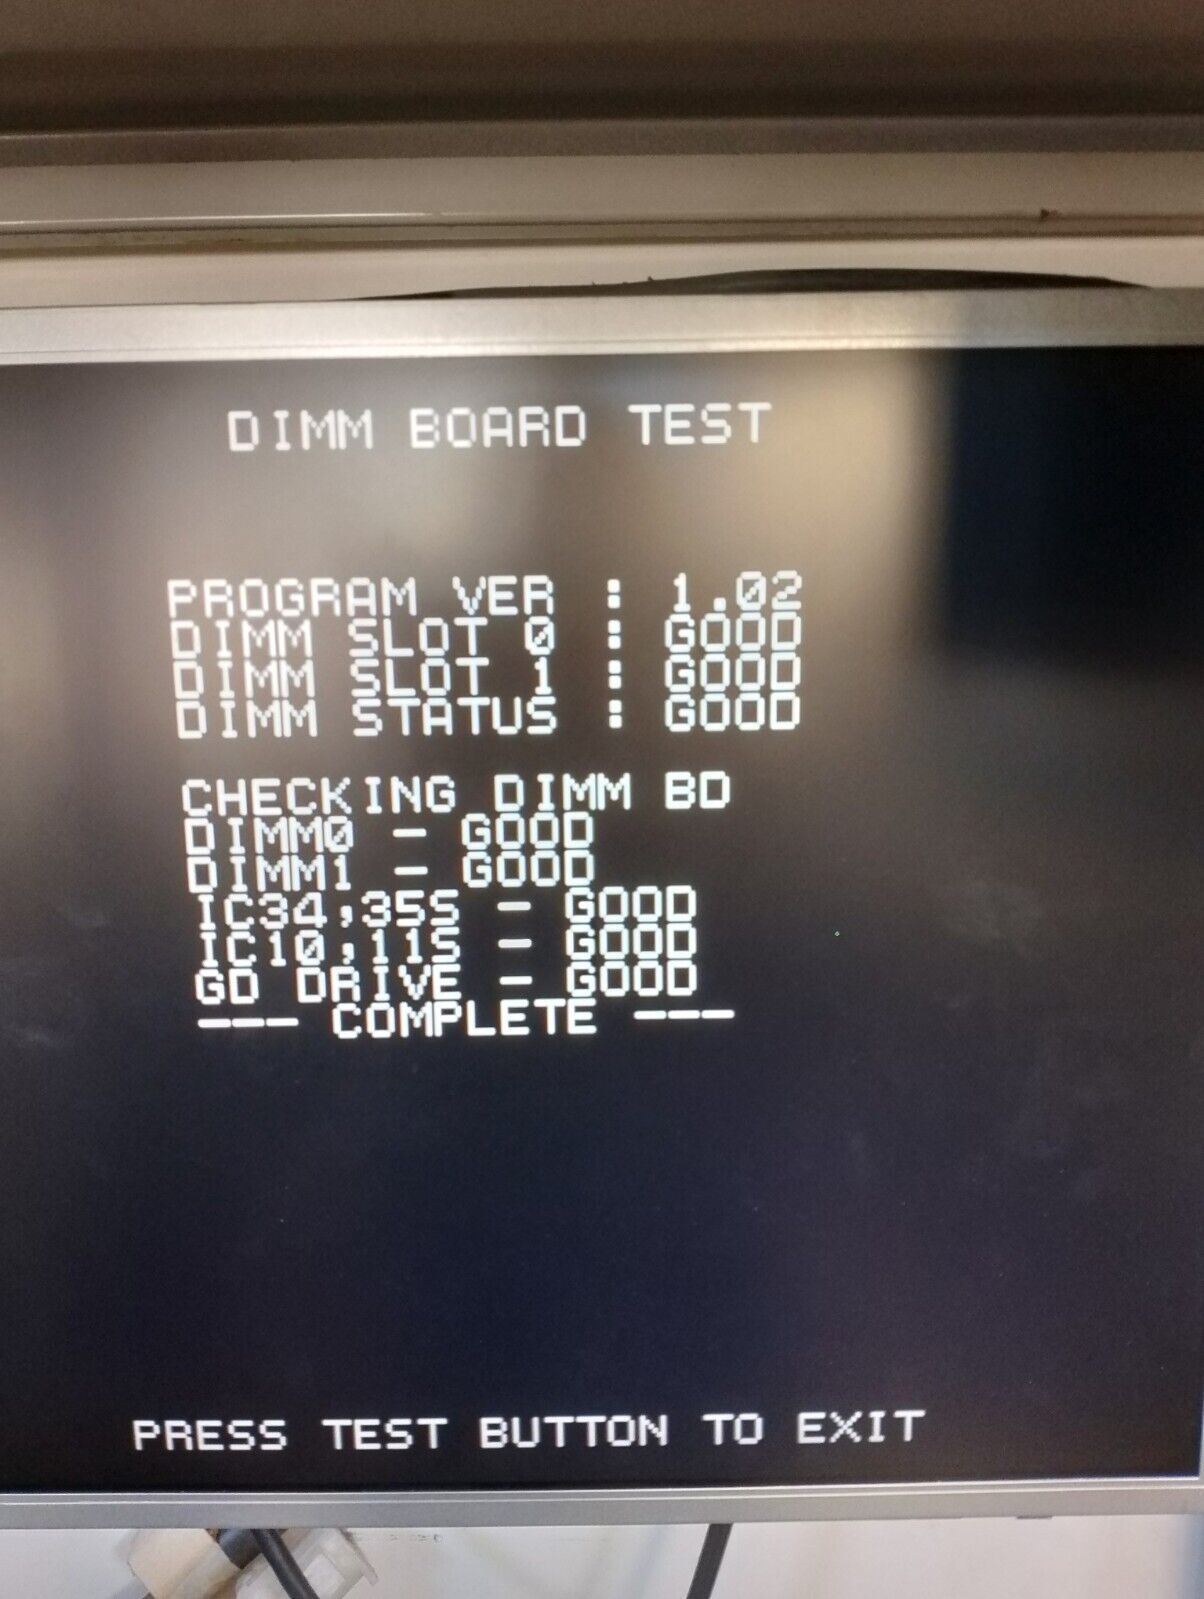 DIMM BOARD TEST
PROGRAM VER : 1.02
DIMM SLOT 0 : GOOD
DIMM SLOT 1 : GOOD
DIMM STATUS : GOOD
CHECKING DIMM BD
DIMM0 - GOOD
DIMM1 - GOOD
IC34,35S - GOOD
IC10,11S - GOOD
GD DRIVE - GOOD
--- COMPLETE ---
PRESS TEST BUTTON TO EXIT